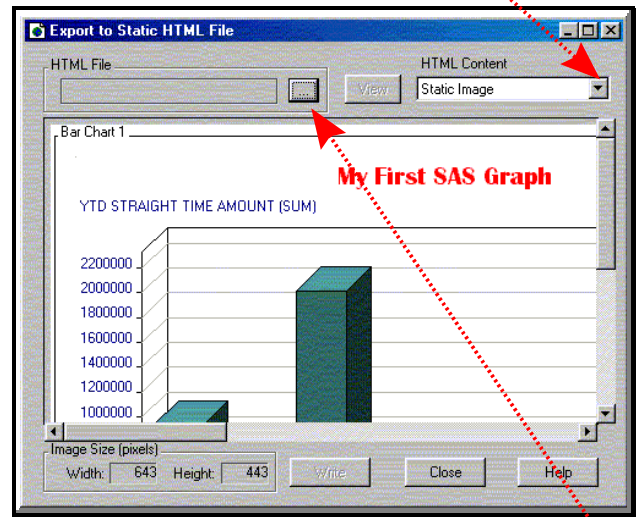 Export to Static HTML File
HTML File
HTML Content
...
View
Static Image
Bar Chart 1
My First SAS Graph
YTD STRAIGHT TIME AMOUNT (SUM)
2200000
2000000
1800000
1600000
1400000
1200000
1000000
Image Size (pixels)
Width: 643 Height: 443
Write
Close
Help